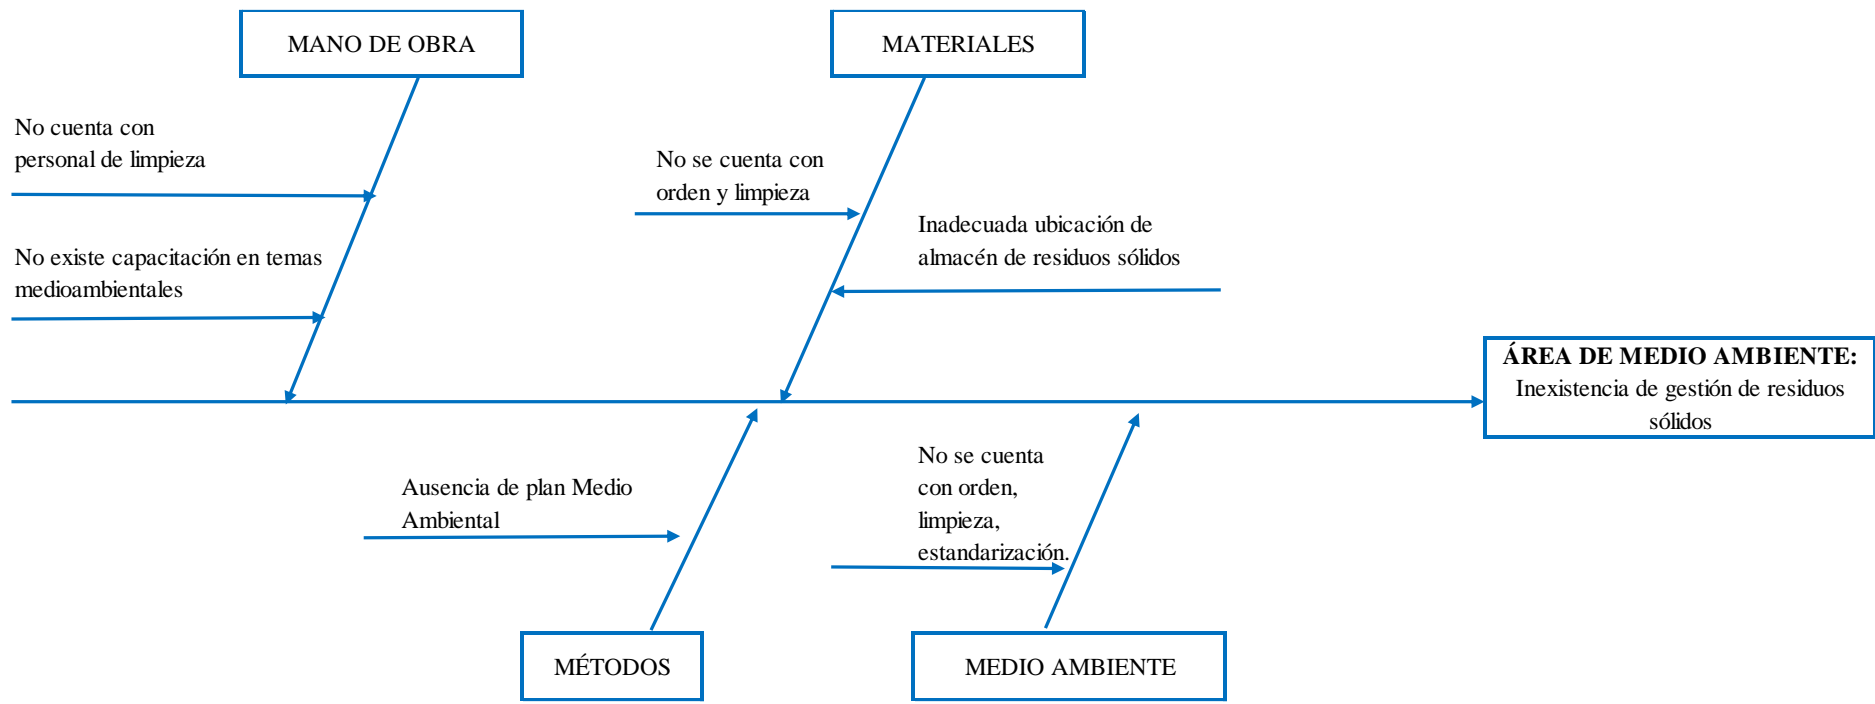 MANO DE OBRA
MATERIALES
No cuenta con
personal de limpieza
No se cuenta con
orden y limpieza
Inadecuada ubicación de
almacén de residuos sólidos
No existe capacitación en temas
medioambientales
ÁREA DE MEDIO AMBIENTE:
Inexistencia de gestión de residuos
sólidos
Ausencia de plan Medio
Ambiental
No se cuenta
con orden,
limpieza,
estandarización.
MÉTODOS
MEDIO AMBIENTE